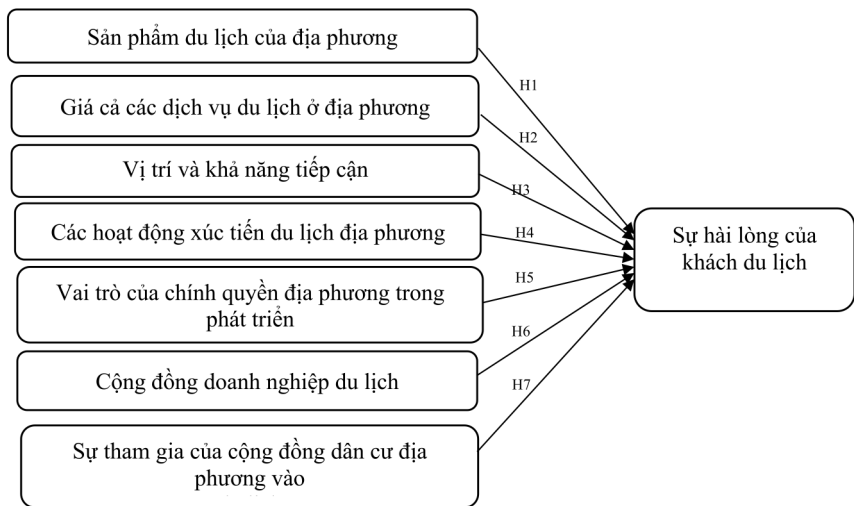 Sản phẩm du lịch của địa phương
H1
Giá cả các dịch vụ du lịch ở địa phương
H2
Vị trí và khả năng tiếp cận
H3
Các hoạt động xúc tiến du lịch địa phương
H4
Vai trò của chính quyền địa phương trong
phát triển
H5
Cộng đồng doanh nghiệp du lịch
H6
Sự tham gia của cộng đồng dân cư địa
phương vào
H7
Sự hài lòng của
khách du lịch